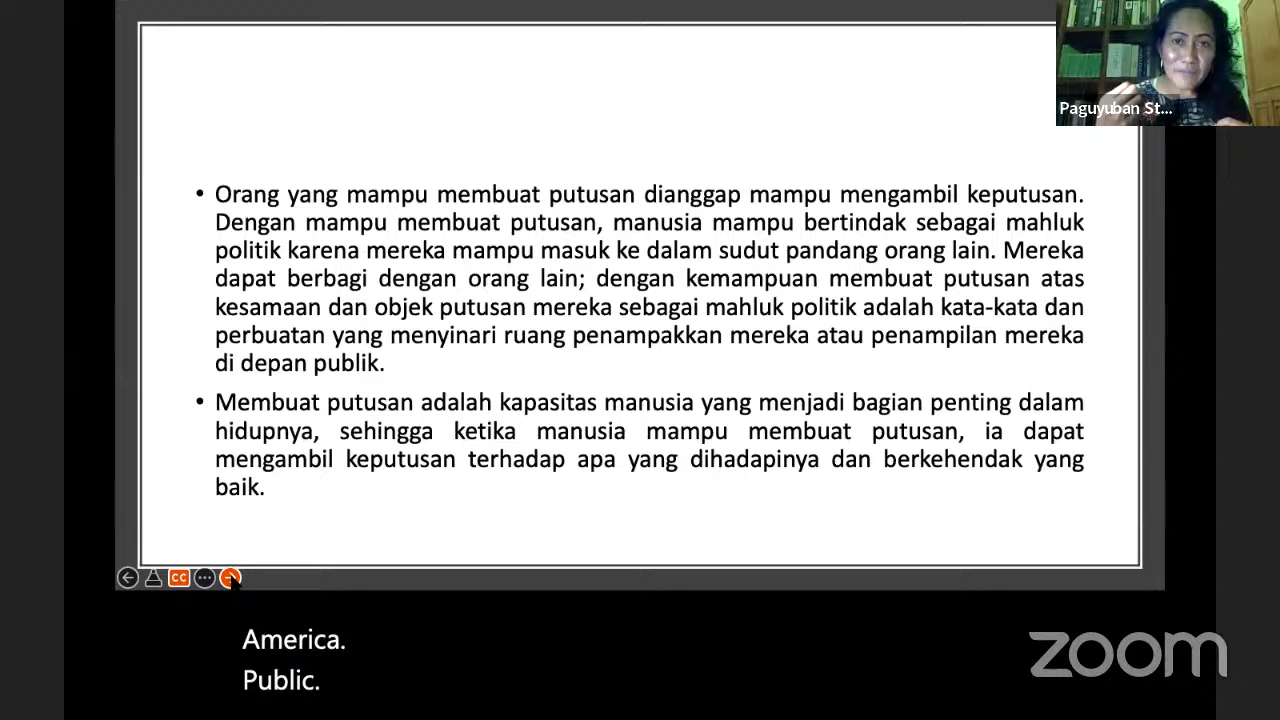 Paguyuban St...
• Orang yang mampu membuat putusan dianggap mampu mengambil keputusan.
Dengan mampu membuat putusan, manusia mampu bertindak sebagai mahluk
politik karena mereka mampu masuk ke dalam sudut pandang orang lain. Mereka
dapat berbagi dengan orang lain; dengan kemampuan membuat putusan atas
kesamaan dan objek putusan mereka sebagai mahluk politik adalah kata-kata dan
perbuatan yang menyinari ruang penampakkan mereka atau penampilan mereka
di depan publik.
• Membuat putusan adalah kapasitas manusia yang menjadi bagian penting dalam
hidupnya, sehingga ketika manusia mampu membuat putusan, ia dapat
mengambil keputusan terhadap apa yang dihadapinya dan berkehendak yang
baik.
CC
America.
Public.
zoom